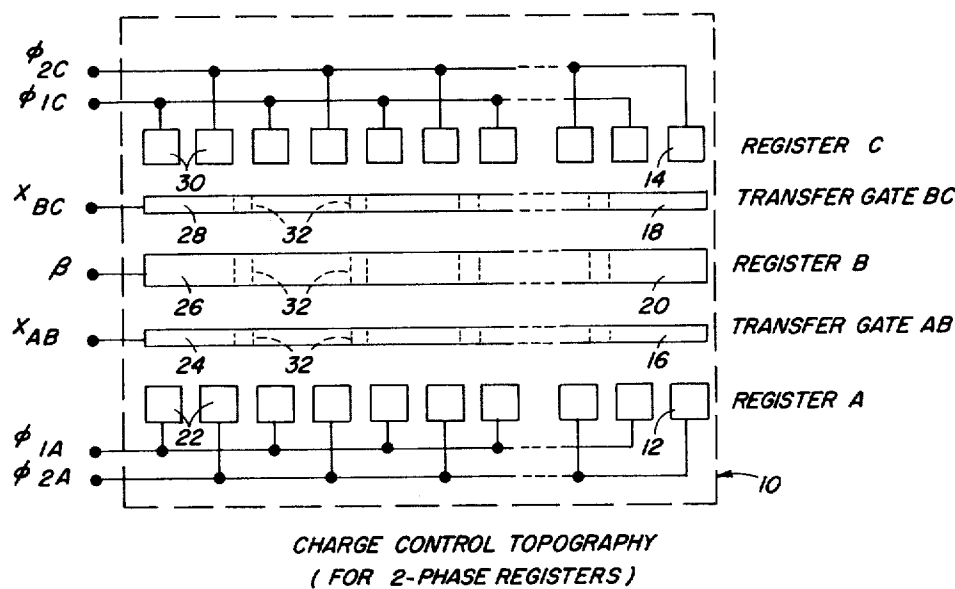 ϕ2C
ϕ1C
30
14
REGISTER C
XBC
28
32
18
TRANSFER GATE BC
β
26
32
20
REGISTER B
XAB
24
32
16
TRANSFER GATE AB
22
12
REGISTER A
ϕ1A
ϕ2A
10
CHARGE CONTROL TOPOGRAPHY
( FOR 2-PHASE REGISTERS )